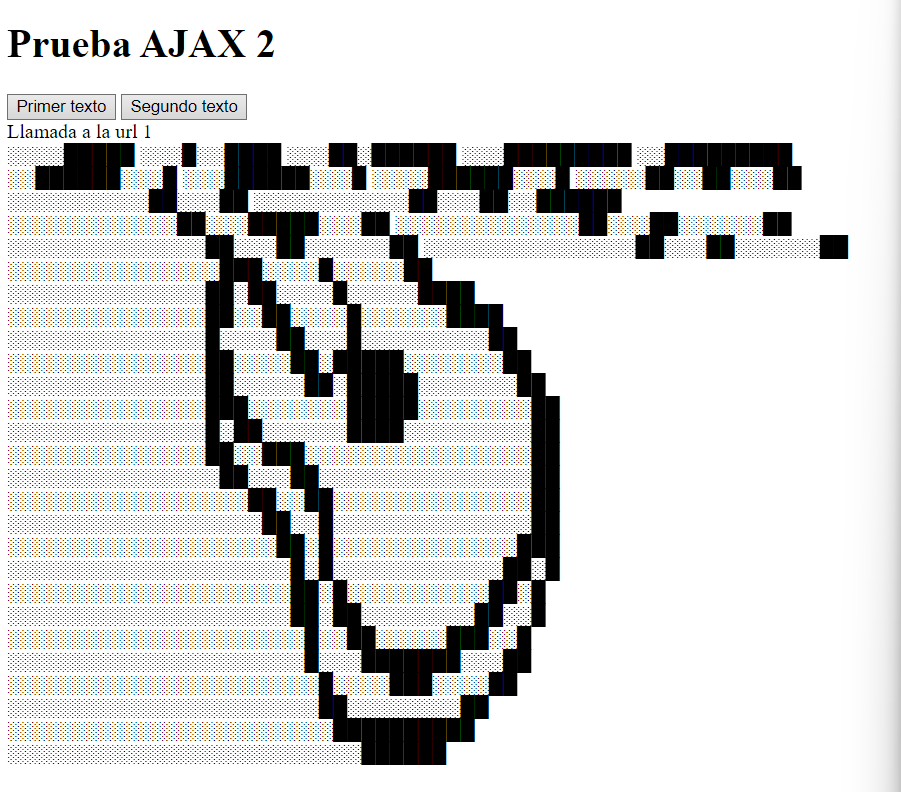 Prueba AJAX 2
Primer texto Segundo texto
Llamada a la url 1